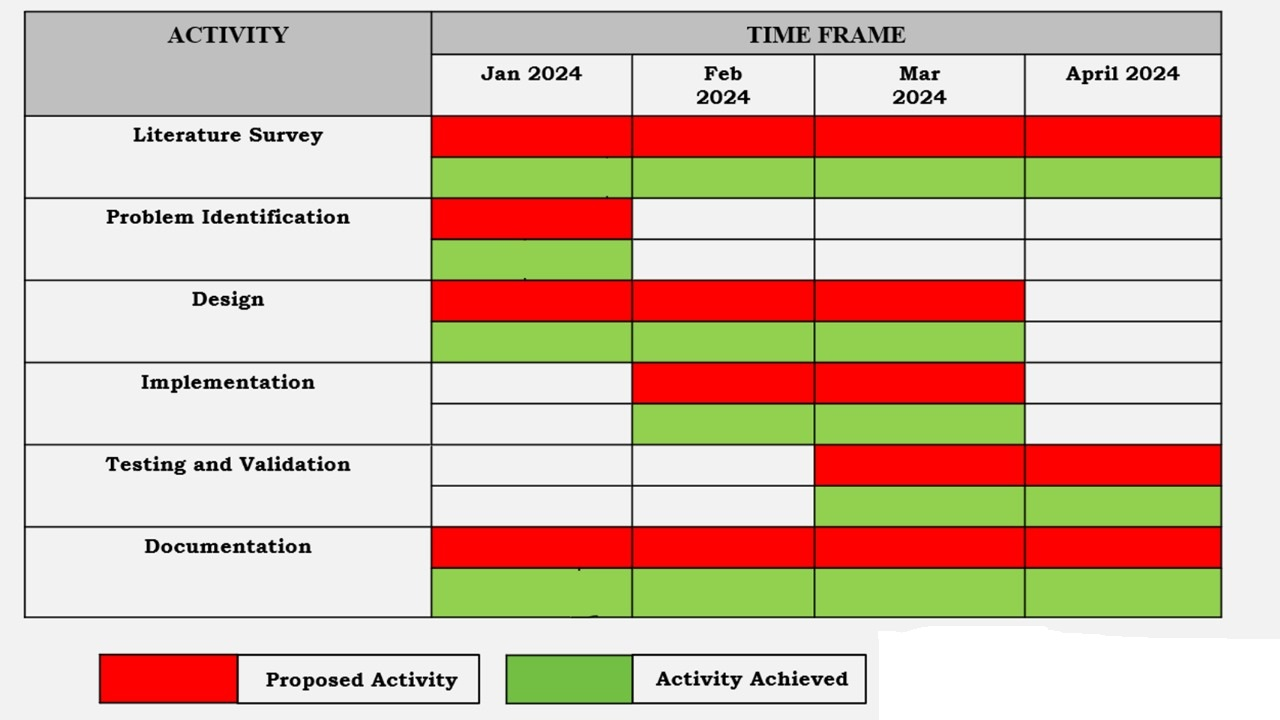 ACTIVITY
TIME FRAME
Jan 2024
Feb
2024
Mar
2024
April 2024
Literature Survey
Problem Identification
Design
Implementation
Testing and Validation
Documentation
Proposed Activity
Activity Achieved